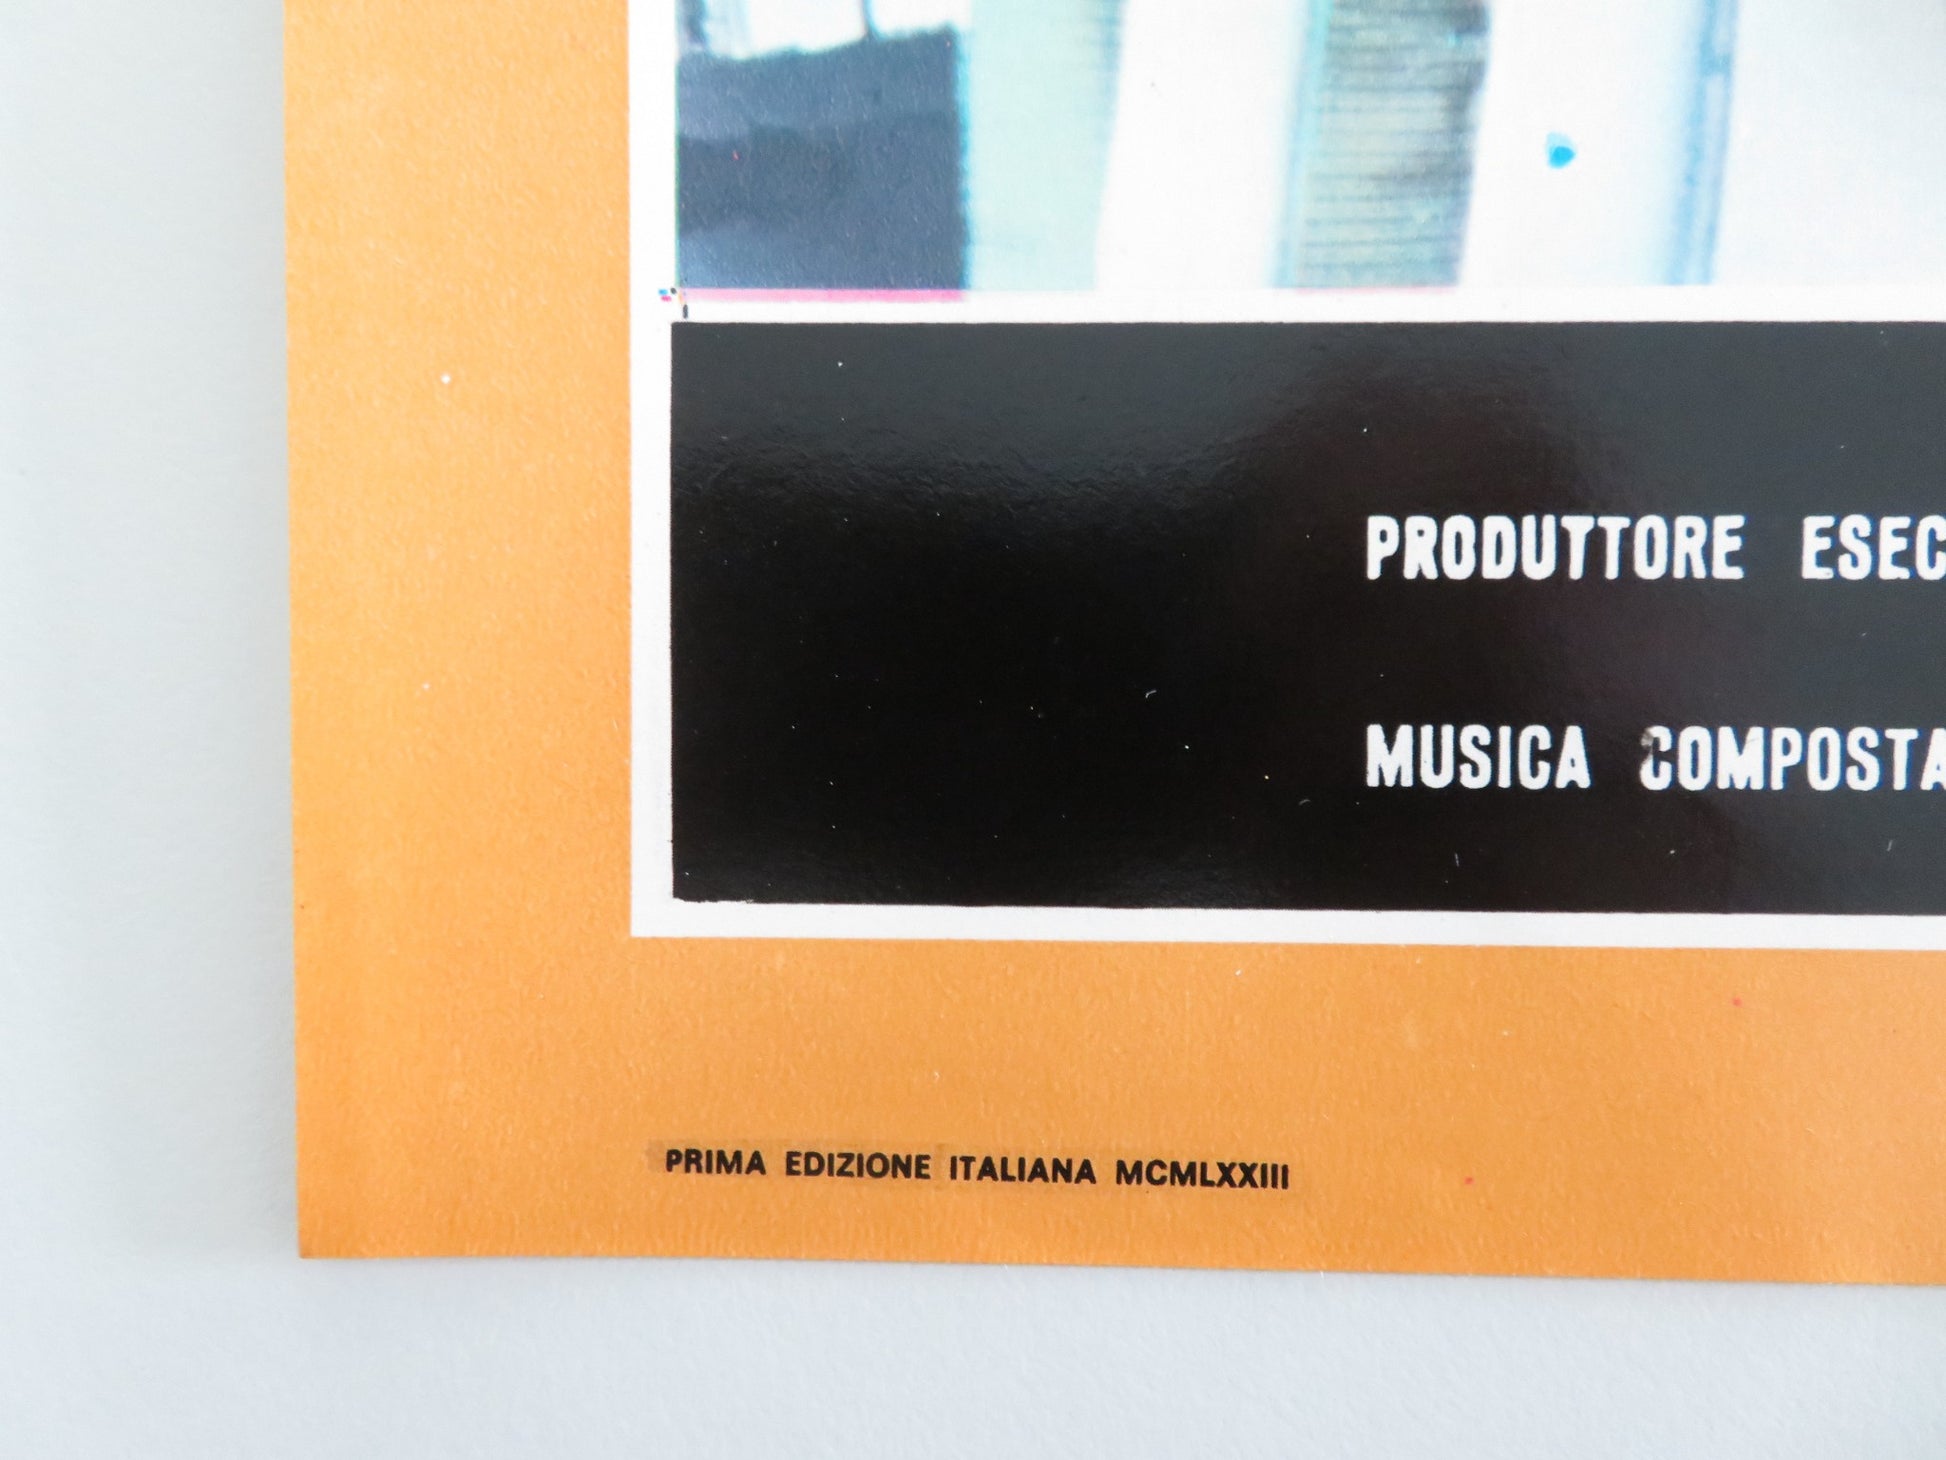 PRODUTTORE ESEC
MUSICA COMPOSTA
PRIMA EDIZIONE ITALIANA MCMLXXIII